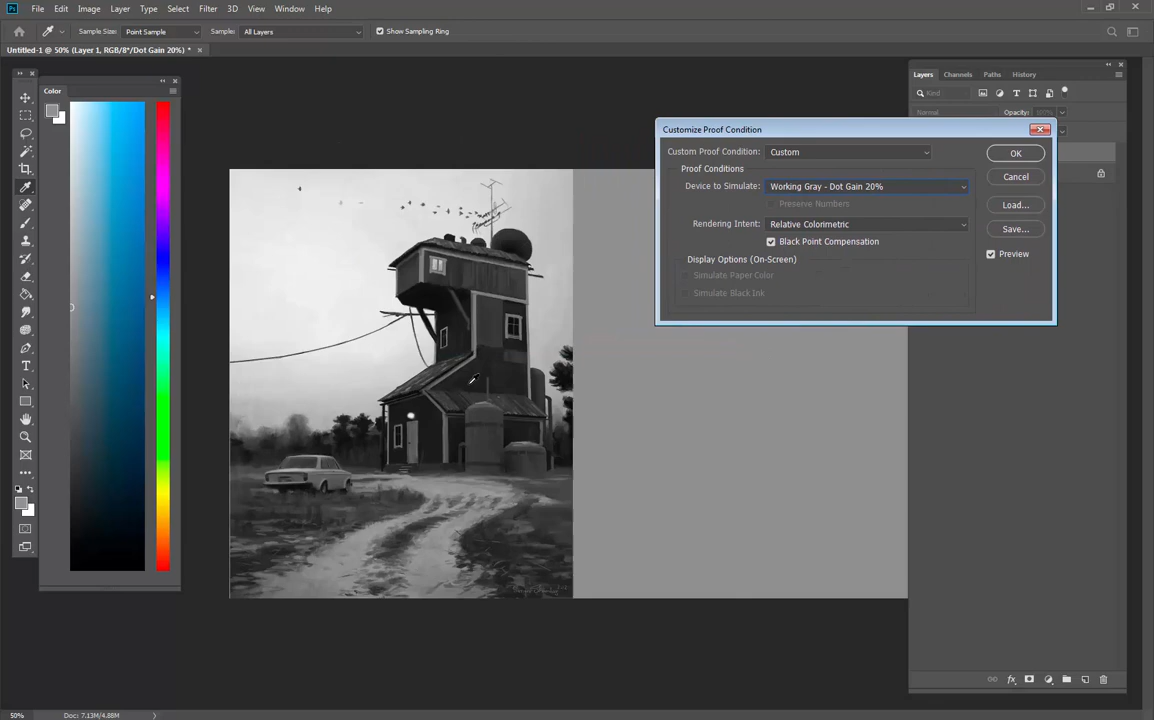 Ps File Edit Image Layer Type Select Filter 3D View Window Help
Sample Size: Point Sample Sample: All Layers Show Sampling Ring
Untitled-1 @ 50% (Layer 1, RGB/8*/Dot Gain 20%) * ×
Color
Layers Channels Paths History
Kind
Normal Opacity: 100%
Customize Proof Condition
Custom Proof Condition: Custom
OK
Proof Conditions
Device to Simulate: Working Gray - Dot Gain 20%
Cancel
Preserve Numbers
Load...
Rendering Intent: Relative Colorimetric
Save...
Black Point Compensation
Preview
Display Options (On-Screen)
Simulate Paper Color
Simulate Black Ink
fx
50% Doc: 7.13M/4.88M